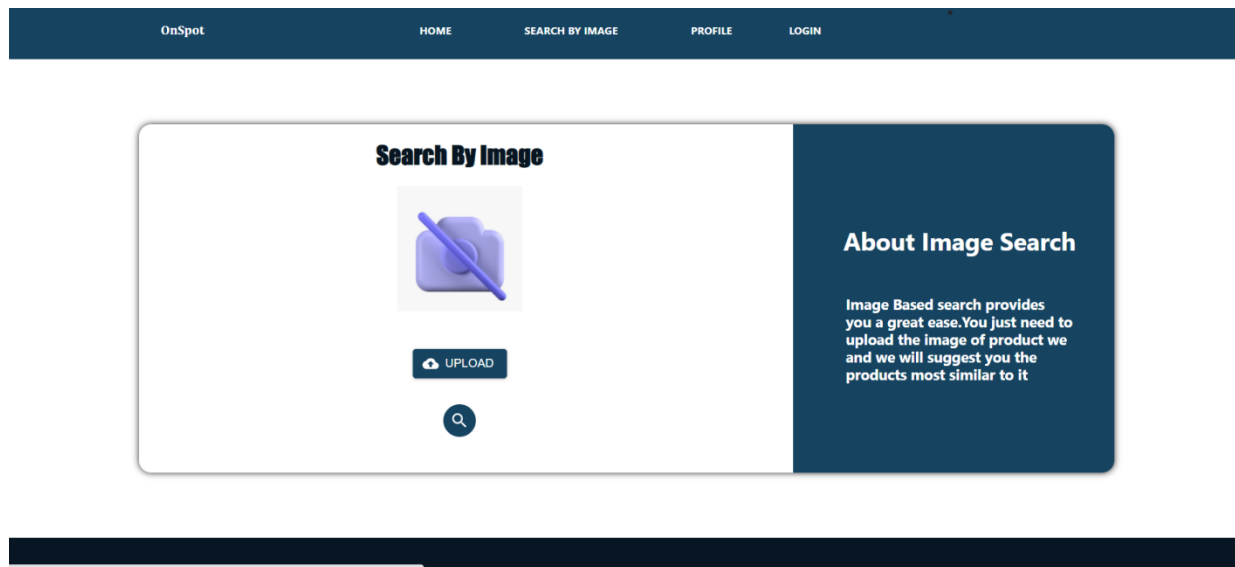 OnSpot HOME SEARCH BY IMAGE PROFILE LOGIN
Search By Image
UPLOAD
About Image Search
Image Based search provides
you a great ease.You just need to
upload the image of product we
and we will suggest you the
products most similar to it